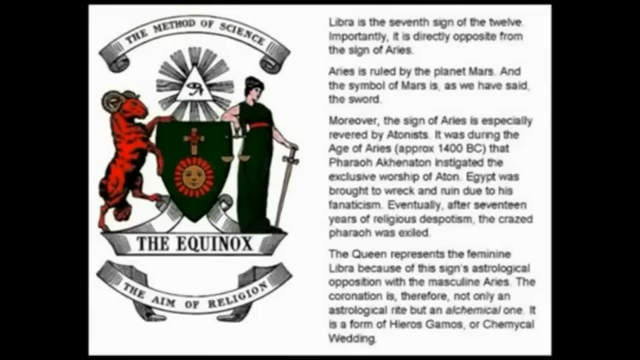 THE METHOD OF SCIENCE
THE EQUINOX
THE AIM OF RELIGION
Libra is the seventh sign of the twelve.
Importantly, it is directly opposite from
the sign of Aries.
Aries is ruled by the planet Mars. And
the symbol of Mars is, as we have said,
the sword.
Moreover, the sign of Aries is especially
revered by Atonists. It was during the
Age of Aries (approx 1400 BC) that
Pharaoh Akhenaton instigated the
exclusive worship of Aton. Egypt was
brought to wreck and ruin due to his
fanaticism. Eventually, after seventeen
years of religious despotism, the crazed
pharaoh was exiled.
The Queen represents the feminine
Libra because of this sign's astrological
opposition with the masculine Aries. The
coronation is, therefore, not only an
astrological rite but an alchemical one. It
is a form of Hieros Gamos, or Chemycal
Wedding.